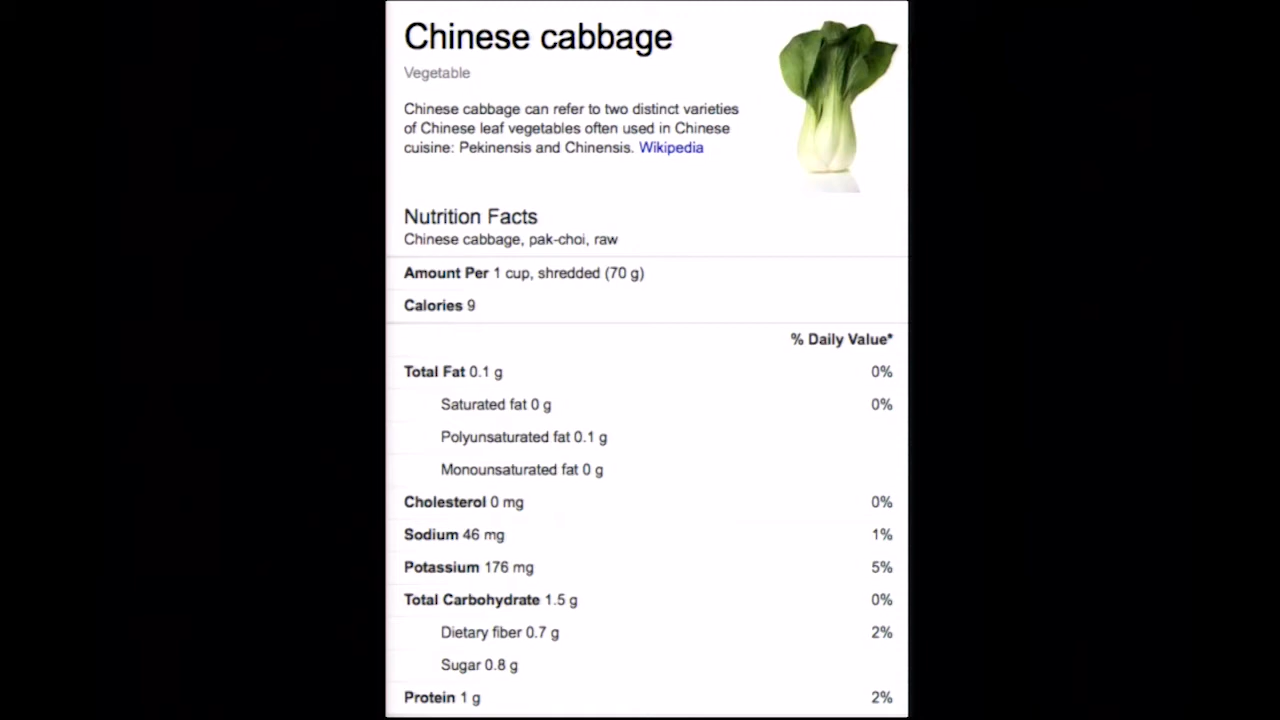 Chinese cabbage
Vegetable
Chinese cabbage can refer to two distinct varieties
of Chinese leaf vegetables often used in Chinese
cuisine: Pekinensis and Chinensis. Wikipedia
Nutrition Facts
Chinese cabbage, pak-choi, raw
Amount Per 1 cup, shredded (70 g)
Calories 9
% Daily Value*
Total Fat 0.1 g 0%
Saturated fat 0 g 0%
Polyunsaturated fat 0.1 g
Monounsaturated fat 0 g
Cholesterol 0 mg 0%
Sodium 46 mg 1%
Potassium 176 mg 5%
Total Carbohydrate 1.5 g 0%
Dietary fiber 0.7 g 2%
Sugar 0.8 g
Protein 1 g 2%